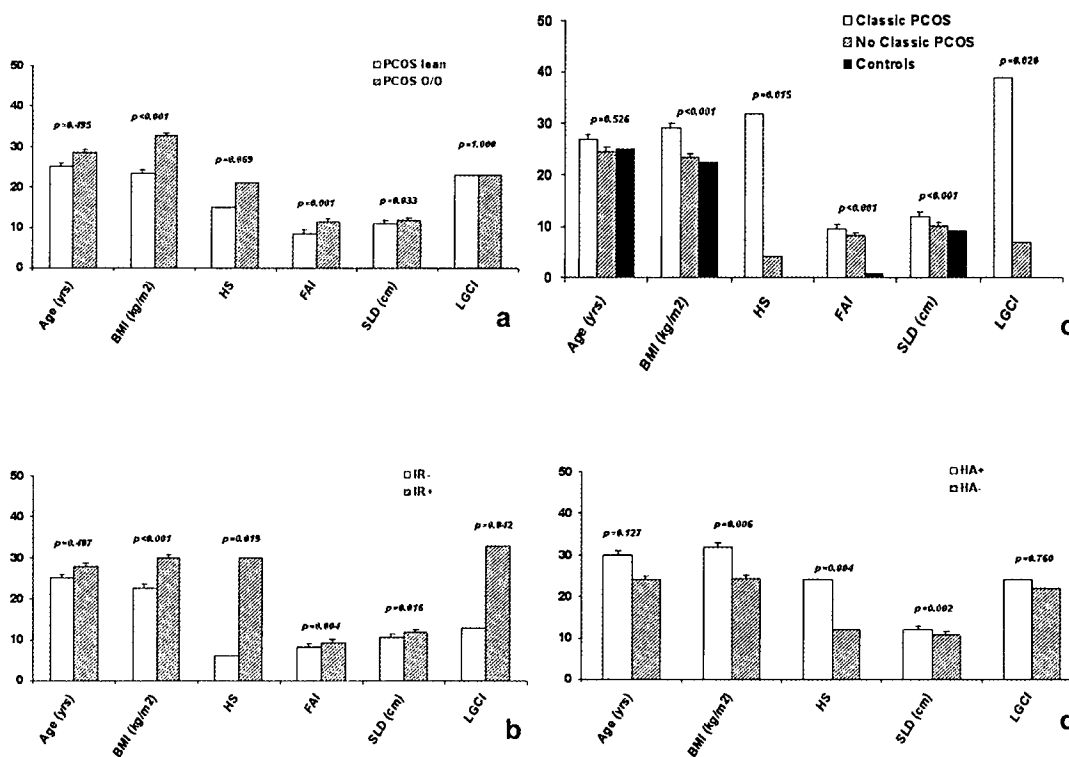 50
PCOS lean
PCOS O/O
40
p<0.001
30
p=0.069
p=1.000
20
p=0.001
p=0.033
10
0
Age (yrs)
BMI (kg/m2)
HS
FAI
SLD (cm)
LGCI
a
Classic PCOS
No Classic PCOS
Controls
40
p=0.015
p=0.020
p=0.526
p<0.001
30
20
p<0.001
p<0.001
10
0
Age (yrs)
BMI (kg/m2)
HS
FAI
SLD (cm)
LGCI
50
IR-
IR+
40
p<0.001
p=0.019
p=0.042
30
20
p=0.004
p=0.016
10
0
Age (yrs)
BMI (kg/m2)
HS
FAI
SLD (cm)
LGCI
b
50
HA+
HA-
40
p=0.127
p=0.006
30
p=0.004
p=0.760
20
p=0.002
10
0
Age (yrs)
BMI (kg/m2)
HS
SLD (cm)
LGCI